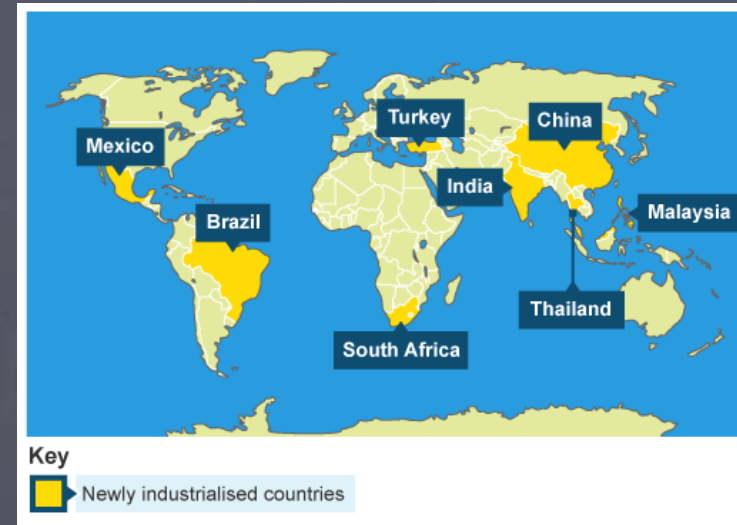 Turkey
China
Mexico
India
Malaysia
Brazil
Thailand
South Africa
Key
Newly industrialised countries